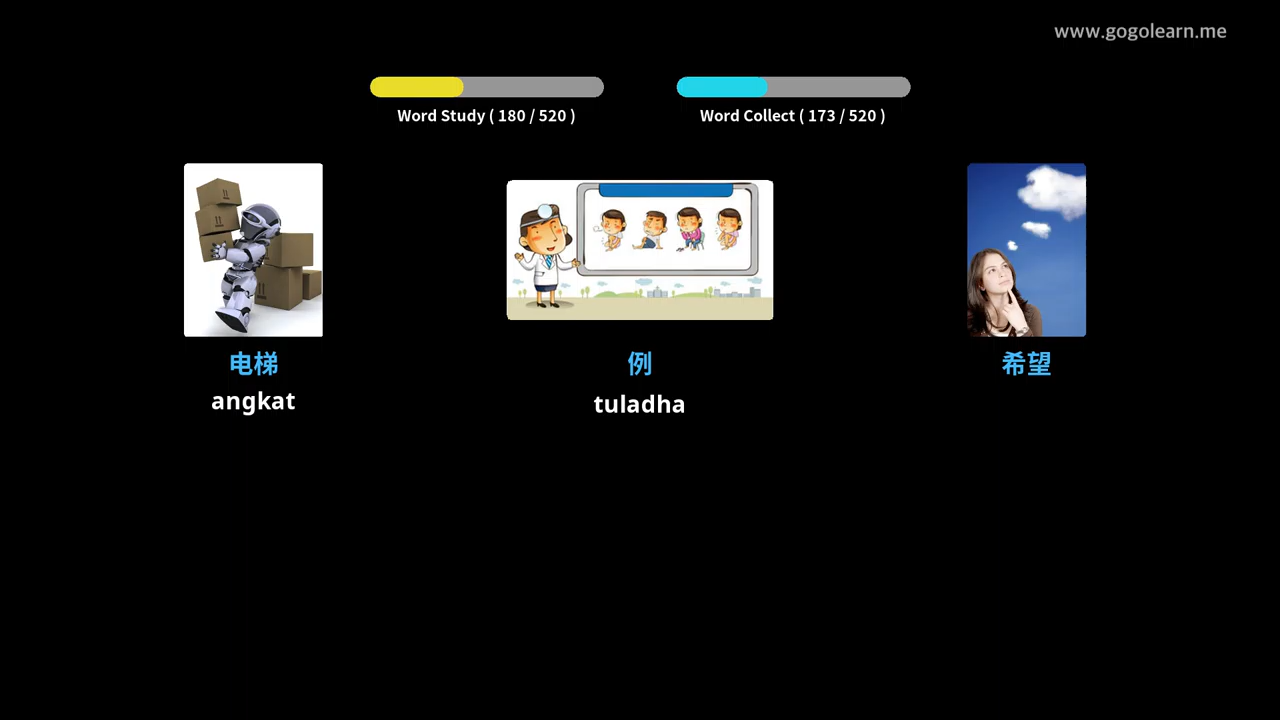 www.gogolearn.me
Word Study ( 180 / 520 )
Word Collect ( 173 / 520 )
电梯
例
希望
angkat
tuladha